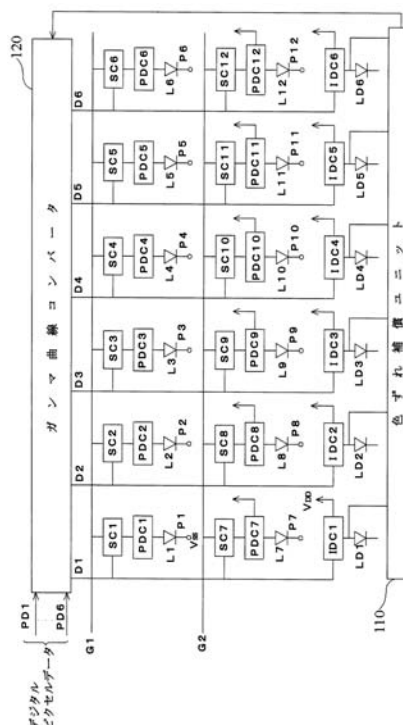 デジタル
ピクセルデータ
PD1
PD6
ガンマ曲線コンバータ
120
D1
D2
D3
D4
D5
D6
G1
SC1
SC2
SC3
SC4
SC5
SC6
PDC1
PDC2
PDC3
PDC4
PDC5
PDC6
L1
P1
L2
P2
L3
P3
L4
P4
L5
P5
L6
P6
VSS
G2
SC7
SC8
SC9
SC10
SC11
SC12
PDC7
PDC8
PDC9
PDC10
PDC11
PDC12
L7
P7
L8
P8
L9
P9
L10
P10
L11
P11
L12
P12
VDD
IDC1
IDC2
IDC3
IDC4
IDC5
IDC6
LD1
LD2
LD3
LD4
LD5
LD6
110
色ずれ補償ユニット